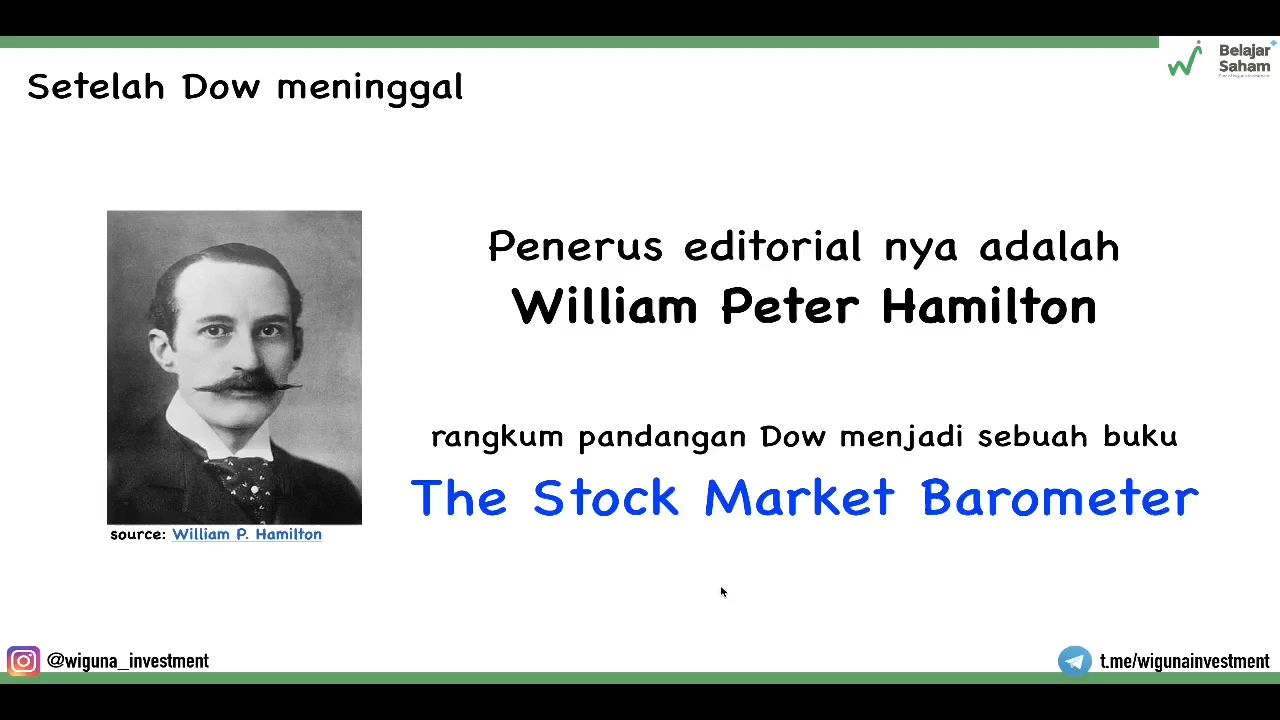 Belajar
Saham
Setelah Dow meninggal
Penerus editorial nya adalah
William Peter Hamilton
rangkum pandangan Dow menjadi sebuah buku
The Stock Market Barometer
source: William P. Hamilton
@wiguna_investment
t.me/wigunainvestment